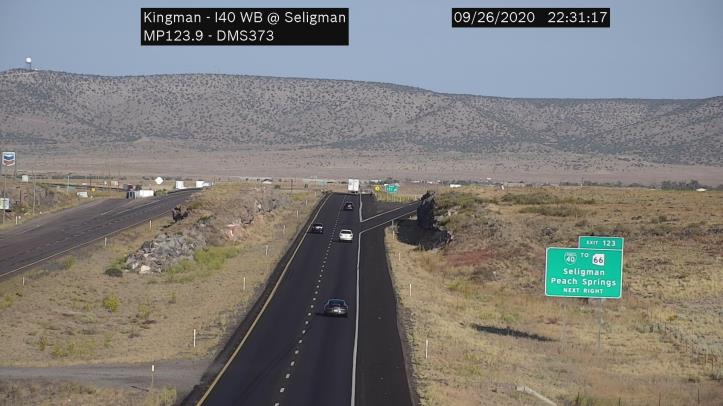 Kingman - I40 WB @ Seligman
MP123.9 - DMS373
09/26/2020 22:31:17
EXIT 123
40 TO 66
Seligman
Peach Springs
NEXT RIGHT